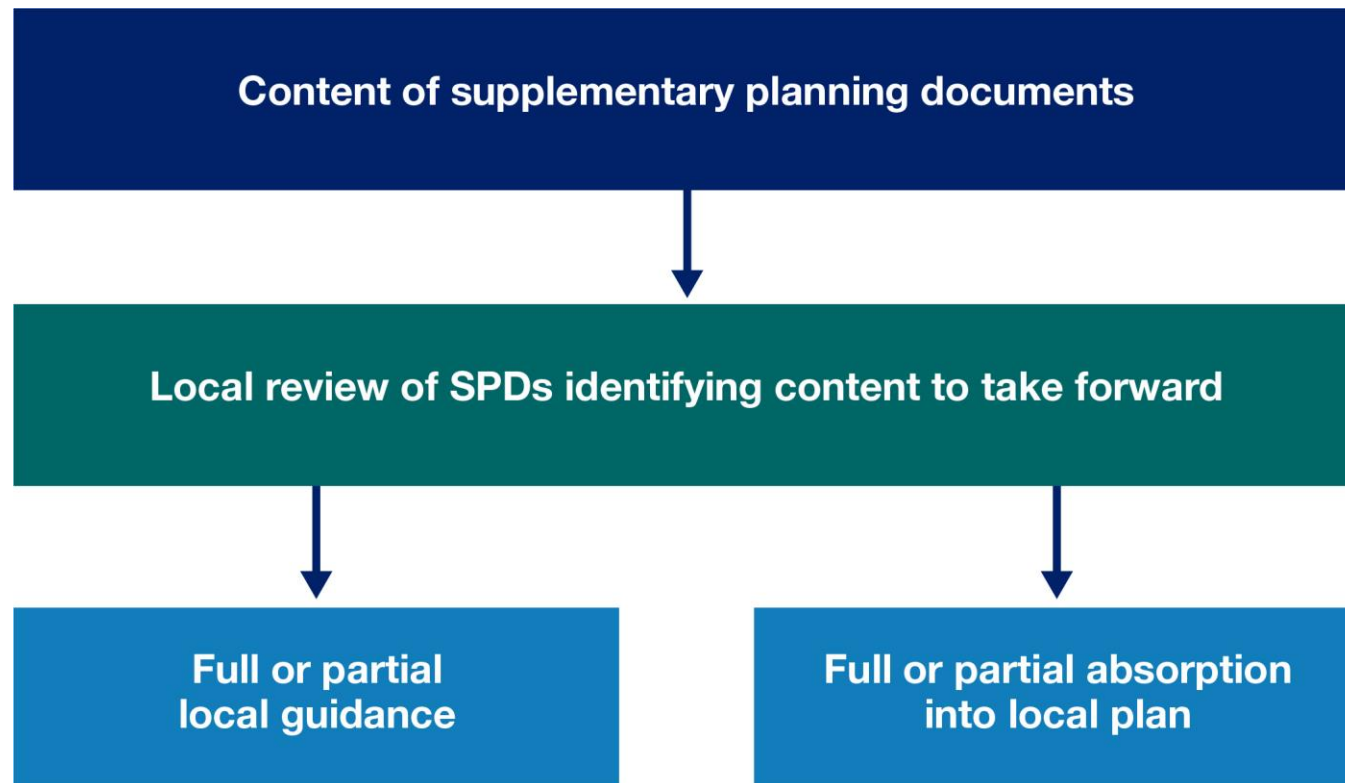 Content of supplementary planning documents
Local review of SPDs identifying content to take forward
Full or partial
local guidance
Full or partial absorption
into local plan